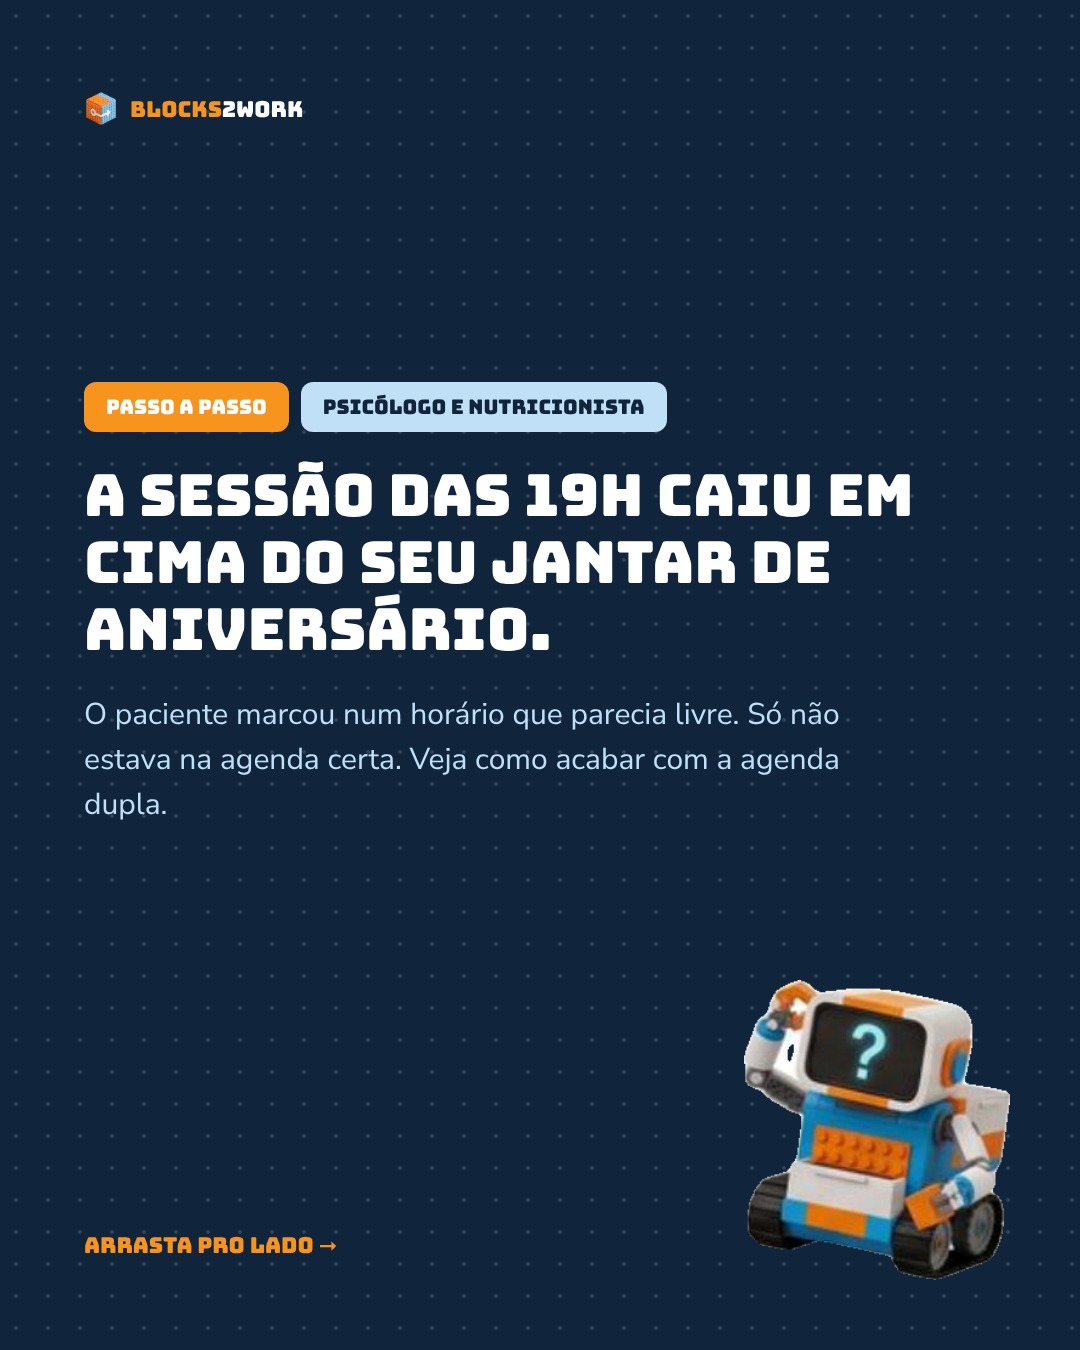 BLOCKS2WORK
PASSO A PASSO
PSICÓLOGO E NUTRICIONISTA
A SESSÃO DAS 19H CAIU EM
CIMA DO SEU JANTAR DE
ANIVERSÁRIO.
O paciente marcou num horário que parecia livre. Só não
estava na agenda certa. Veja como acabar com a agenda
dupla.
?
ARRASTA PRO LADO →